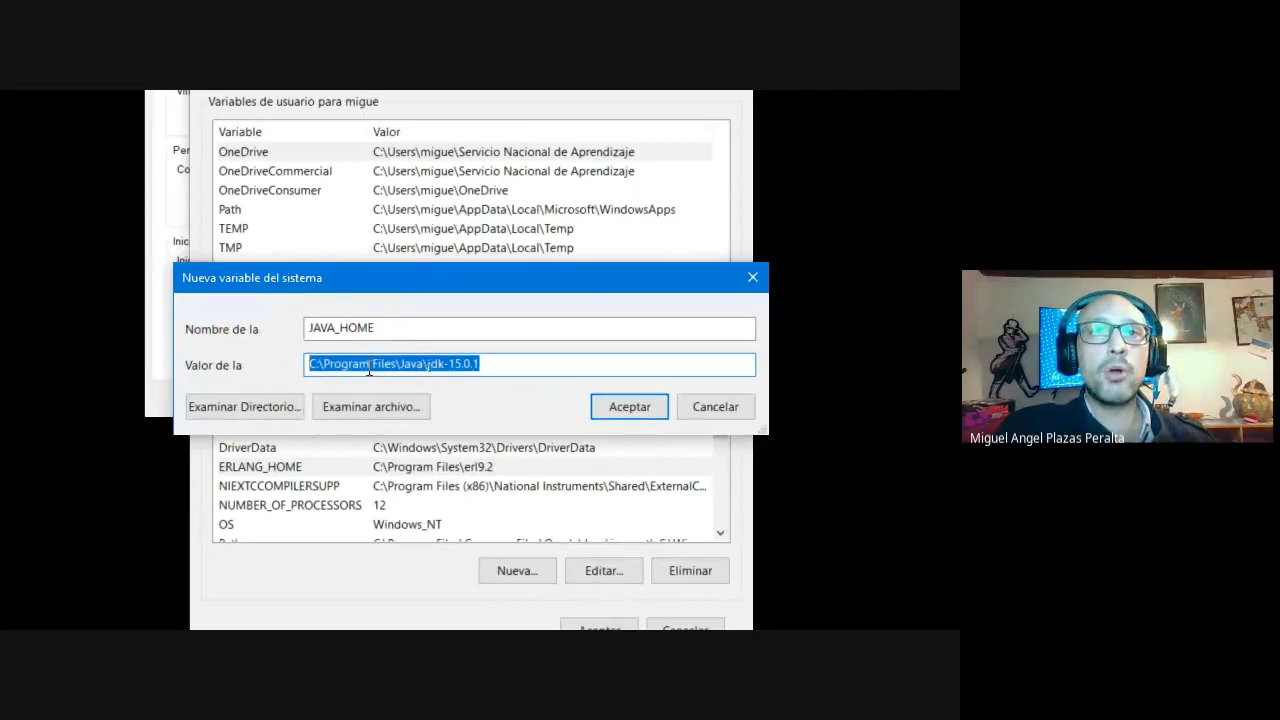 Variables de usuario para migue
Variable Valor
OneDrive C:\Users\migue\Servicio Nacional de Aprendizaje
OneDriveCommercial C:\Users\migue\Servicio Nacional de Aprendizaje
OneDriveConsumer C:\Users\migue\OneDrive
Path C:\Users\migue\AppData\Local\Microsoft\WindowsApps
TEMP C:\Users\migue\AppData\Local\Temp
TMP C:\Users\migue\AppData\Local\Temp
Per
Co
Inic
Nueva variable del sistema
Nombre de la JAVA_HOME
Valor de la C:\Program Files\Java\jdk-15.0.1
Examinar Directorio... Examinar archivo... Aceptar Cancelar
DriverData C:\Windows\System32\Drivers\DriverData
ERLANG_HOME C:\Program Files\erl9.2
NIEXTCCOMPILERSUPP C:\Program Files (x86)\National Instruments\Shared\ExternalC...
NUMBER_OF_PROCESSORS 12
OS Windows_NT
Nueva... Editar... Eliminar
Aceptar Cancelar
Miguel Angel Plazas Peralta